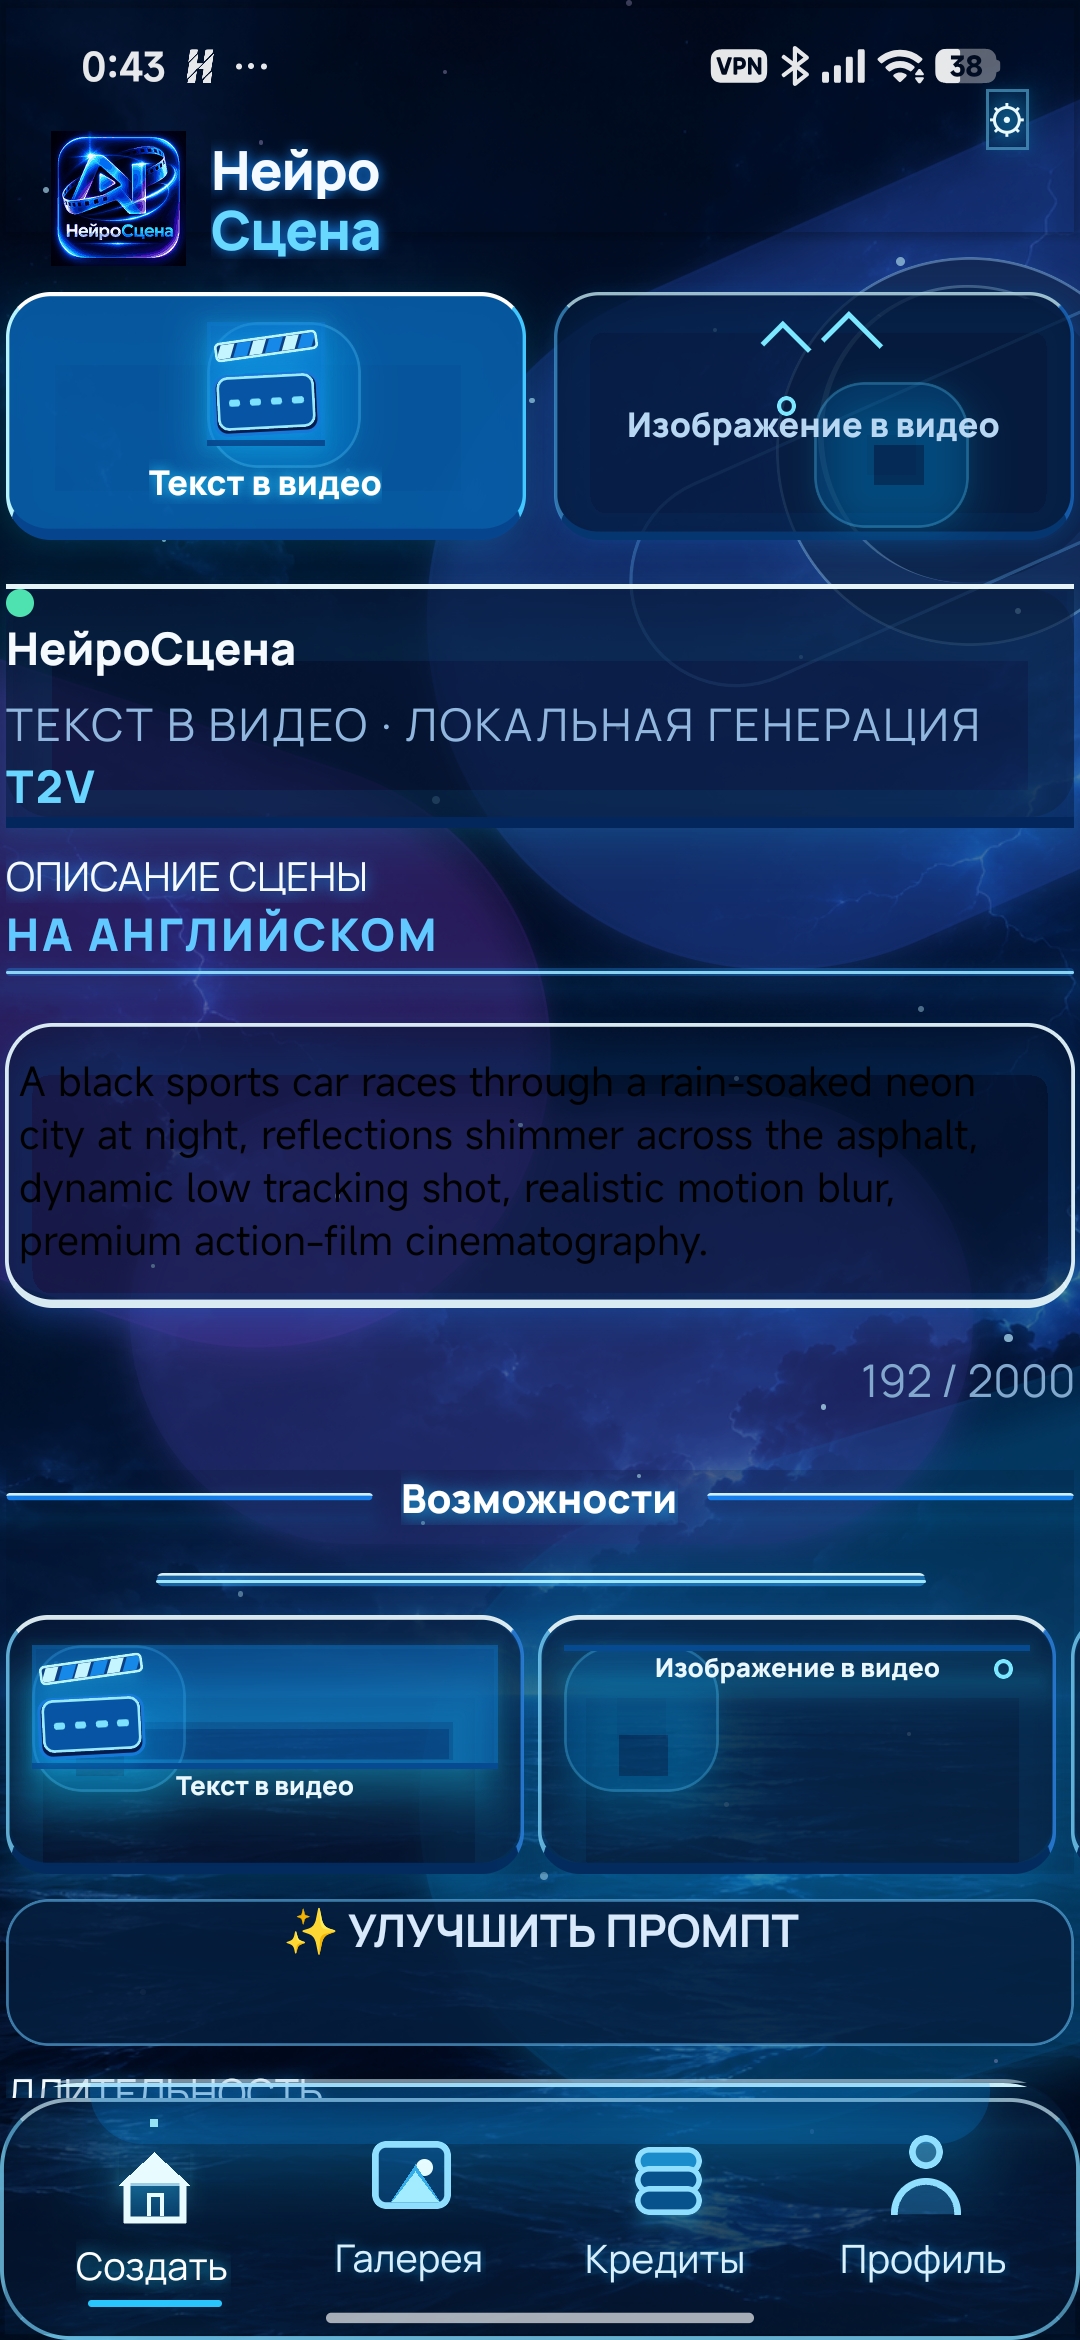 0:43
VPN
38
НейроСцена
Нейро
Сцена
Текст в видео
Изображение в видео
НейроСцена
ТЕКСТ В ВИДЕО · ЛОКАЛЬНАЯ ГЕНЕРАЦИЯ
T2V
ОПИСАНИЕ СЦЕНЫ
НА АНГЛИЙСКОМ
A black sports car races through a rain-soaked neon
city at night, reflections shimmer across the asphalt,
dynamic low tracking shot, realistic motion blur,
premium action-film cinematography.
192 / 2000
Возможности
Текст в видео
Изображение в видео
✨ УЛУЧШИТЬ ПРОМПТ
ДЛИТЕЛЬНОСТЬ
Создать
Галерея
Кредиты
Профиль